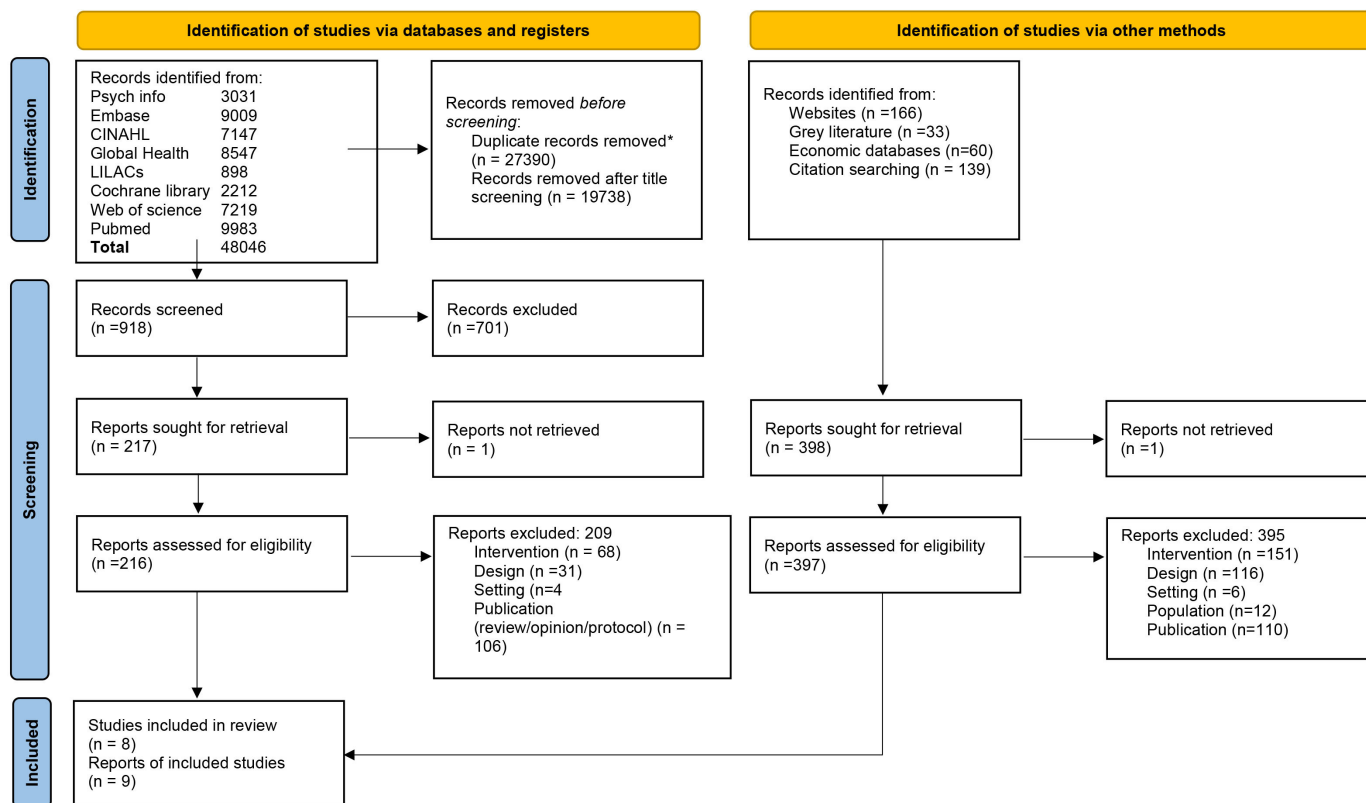 Identification of studies via databases and registers
Identification of studies via other methods
Identification
Records identified from:
Psych info 3031
Embase 9009
CINAHL 7147
Global Health 8547
LILACs 898
Cochrane library 2212
Web of science 7219
Pubmed 9983
Total 48046
Records removed before
screening:
Duplicate records removed*
(n = 27390)
Records removed after title
screening (n = 19738)
Records identified from:
Websites (n =166)
Grey literature (n =33)
Economic databases (n=60)
Citation searching (n = 139)
Screening
Records screened
(n =918)
Records excluded
(n =701)
Reports sought for retrieval
(n = 217)
Reports not retrieved
(n = 1)
Reports sought for retrieval
(n = 398)
Reports not retrieved
(n =1)
Reports assessed for eligibility
(n =216)
Reports excluded: 209
Intervention (n = 68)
Design (n =31)
Setting (n=4
Publication
(review/opinion/protocol) (n =
106)
Reports assessed for eligibility
(n =397)
Reports excluded: 395
Intervention (n =151)
Design (n =116)
Setting (n =6)
Population (n=12)
Publication (n=110)
Included
Studies included in review
(n = 8)
Reports of included studies
(n = 9)